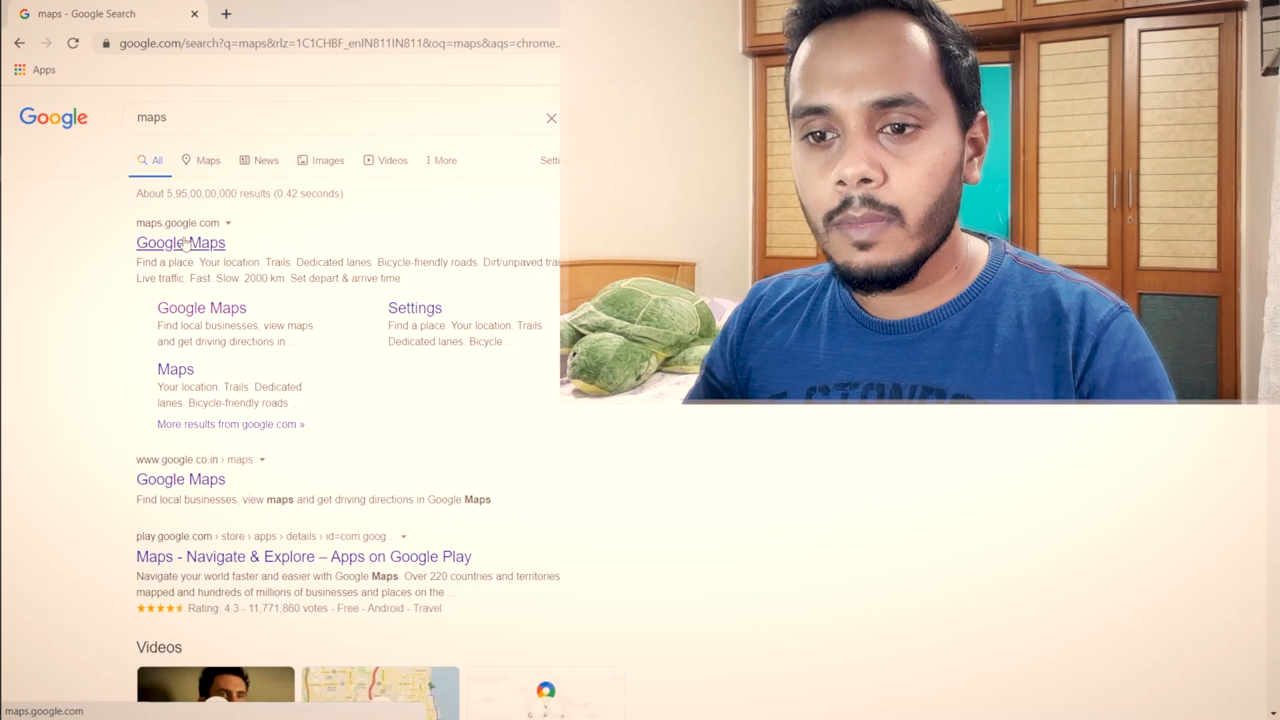 maps - Google Search
google.com/search?q=maps&rlz=1C1CHBF_enIN811IN811&oq=maps&aqs=chrome..
Apps
Google
maps
All Maps News Images Videos More
About 5,95,00,00,000 results (0.42 seconds)
maps.google.com
Google Maps
Find a place. Your location. Trails. Dedicated lanes. Bicycle-friendly roads. Dirt/unpaved
Live traffic. Fast. Slow. 2000 km. Set depart & arrive time.
Google Maps
Find local businesses, view maps
and get driving directions in ...
Settings
Find a place. Your location. Trails.
Dedicated lanes. Bicycle ...
Maps
Your location. Trails. Dedicated
lanes. Bicycle-friendly roads ...
More results from google.com »
www.google.co.in › maps
Google Maps
Find local businesses, view maps and get driving directions in Google Maps.
play.google.com › store › apps › details › id=com.goog...
Maps - Navigate & Explore – Apps on Google Play
Navigate your world faster and easier with Google Maps. Over 220 countries and territories
mapped and hundreds of millions of businesses and places on the ...
Rating: 4.3 - 11,771,860 votes - Free - Android - Travel
Videos
maps.google.com